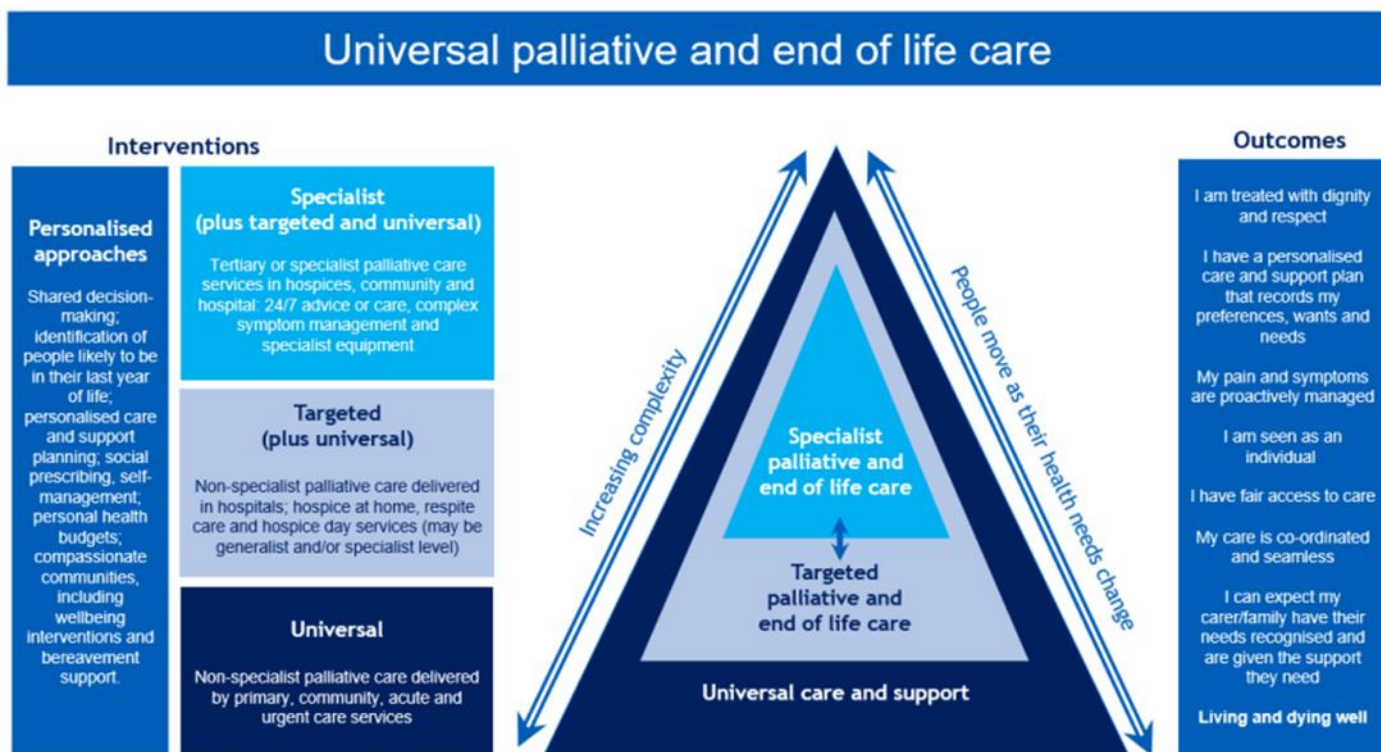 Universal palliative and end of life care
Interventions
Personalised
approaches
Shared decision-
making;
identification of
people likely to be
in their last year
of life;
personalised care
and support
planning; social
prescribing, self-
management;
personal health
budgets;
compassionate
communities,
including
wellbeing
interventions and
bereavement
support.
Specialist
(plus targeted and universal)
Tertiary or specialist palliative care
services in hospices, community and
hospital: 24/7 advice or care, complex
symptom management and
specialist equipment
Targeted
(plus universal)
Non-specialist palliative care delivered
in hospitals; hospice at home, respite
care and hospice day services (may be
generalist and/or specialist level)
Universal
Non-specialist palliative care delivered
by primary, community, acute and
urgent care services
Increasing complexity
Specialist
palliative and
end of life care
Targeted
palliative and
end of life care
Universal care and support
People move as their health needs change
Outcomes
I am treated with dignity
and respect
I have a personalised
care and support plan
that records my
preferences, wants and
needs
My pain and symptoms
are proactively managed
I am seen as an
individual
I have fair access to care
My care is co-ordinated
and seamless
I can expect my
carer/family have their
needs recognised and
are given the support
they need
Living and dying well